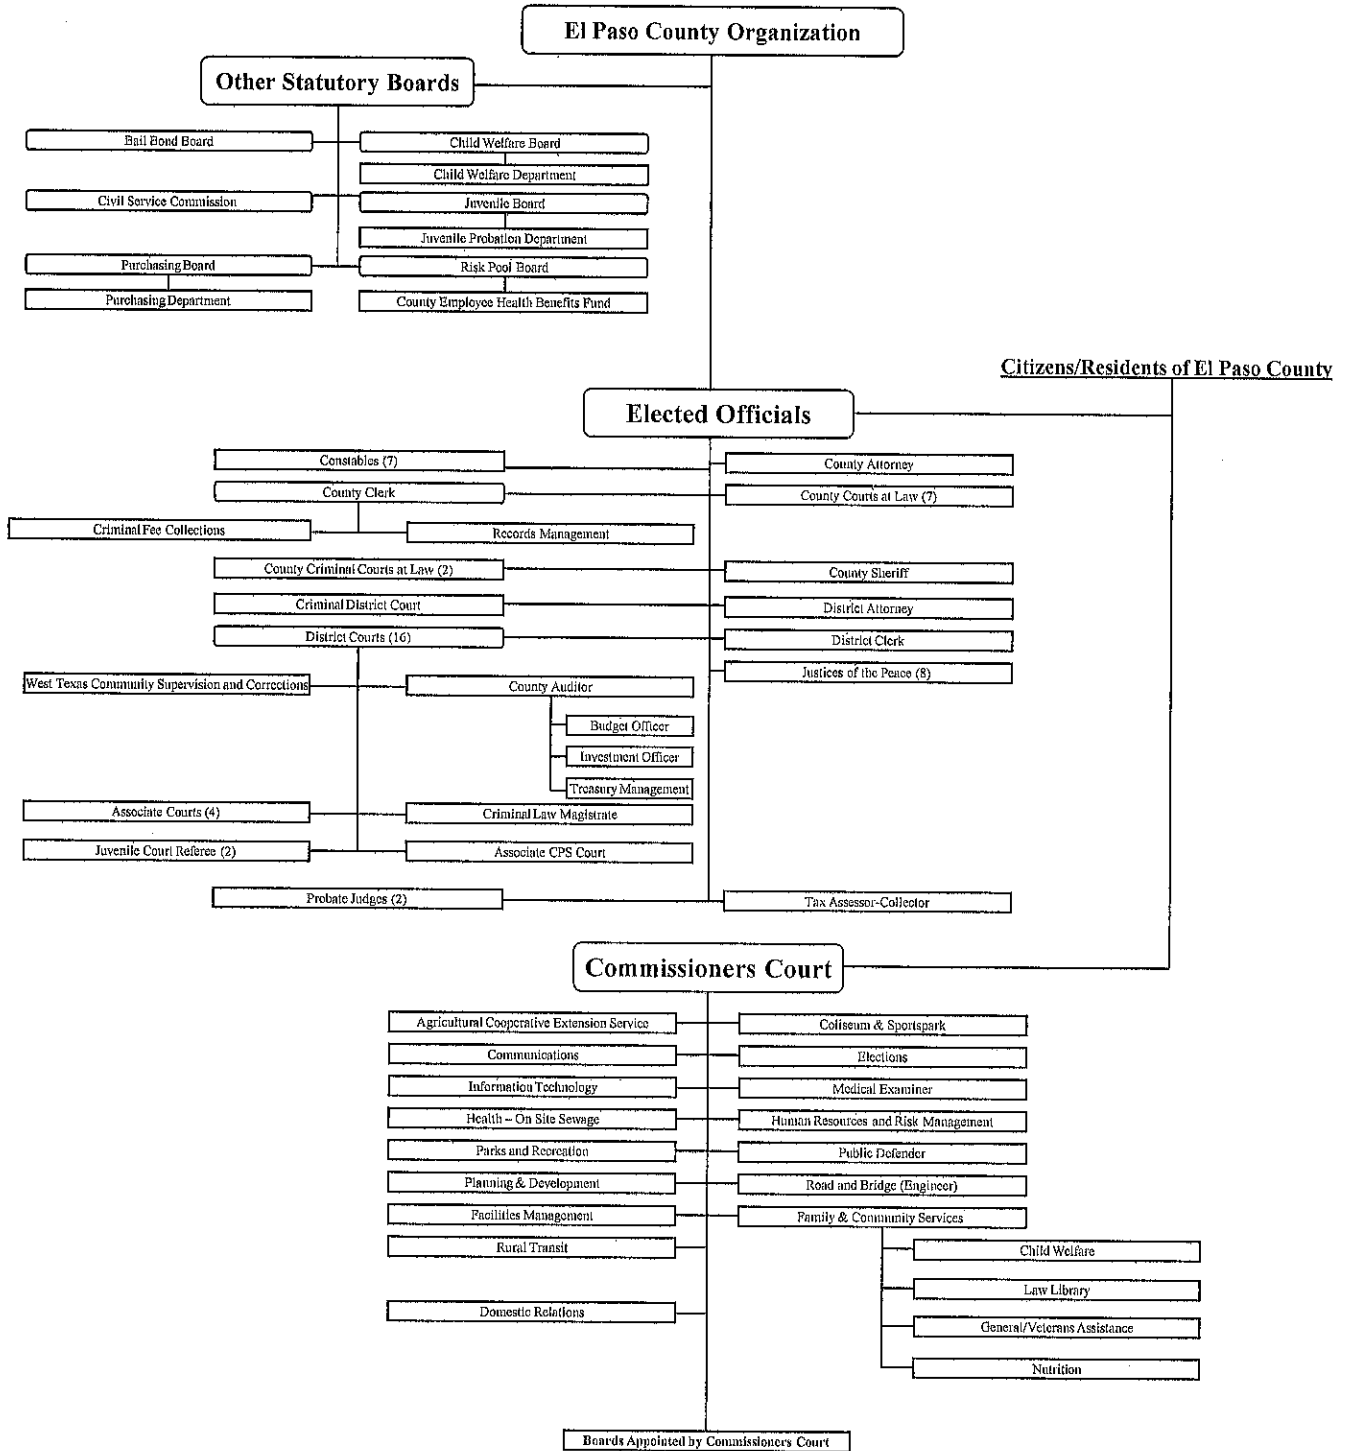 El Paso County Organization
Other Statutory Boards
Bail Bond Board
Child Welfare Board
Child Welfare Department
Civil Service Commission
Juvenile Board
Juvenile Probation Department
Purchasing Board
Risk Pool Board
Purchasing Department
County Employee Health Benefits Fund
Citizens/Residents of El Paso County
Elected Officials
Constables (7)
County Attorney
County Clerk
County Courts at Law (7)
Criminal Fee Collections
Records Management
County Criminal Courts at Law (2)
County Sheriff
Criminal District Court
District Attorney
District Courts (16)
District Clerk
Justices of the Peace (8)
West Texas Community Supervision and Corrections
County Auditor
Budget Officer
Investment Officer
Treasury Management
Associate Courts (4)
Criminal Law Magistrate
Juvenile Court Referee (2)
Associate CPS Court
Probate Judges (2)
Tax Assessor-Collector
Commissioners Court
Agricultural Cooperative Extension Service
Coliseum & Sportspark
Communications
Elections
Information Technology
Medical Examiner
Health – On Site Sewage
Human Resources and Risk Management
Parks and Recreation
Public Defender
Planning & Development
Road and Bridge (Engineer)
Facilities Management
Family & Community Services
Rural Transit
Child Welfare
Law Library
Domestic Relations
General/Veterans Assistance
Nutrition
Boards Appointed by Commissioners Court